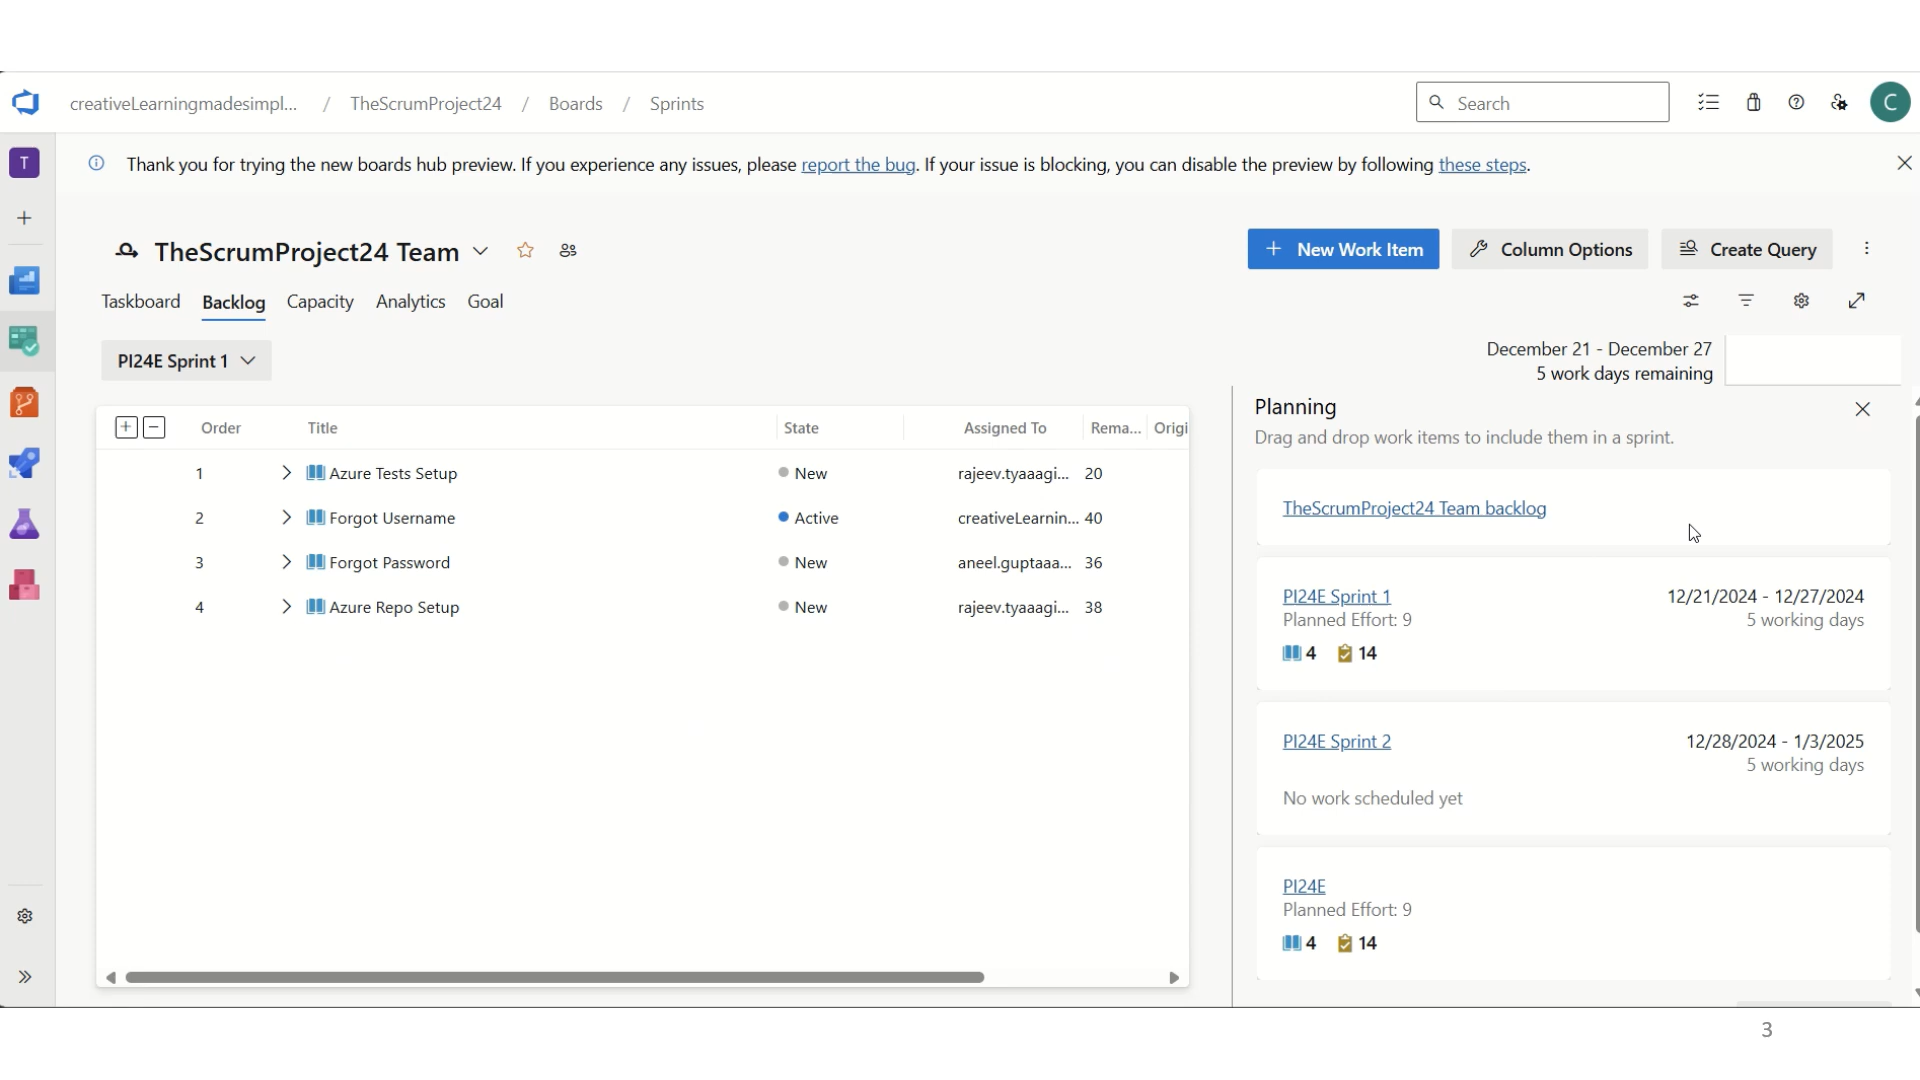 creativeLearningmadesimpl... / TheScrumProject24 / Boards / Sprints
Search
C
T
Thank you for trying the new boards hub preview. If you experience any issues, please report the bug. If your issue is blocking, you can disable the preview by following these steps.
TheScrumProject24 Team
New Work Item
Column Options
Create Query
Taskboard Backlog Capacity Analytics Goal
PI24E Sprint 1
December 21 - December 27
5 work days remaining
Order Title State Assigned To Rema... Origi
1 Azure Tests Setup New rajeev.tyaaagi... 20
2 Forgot Username Active creativeLearnin... 40
3 Forgot Password New aneel.guptaaa... 36
4 Azure Repo Setup New rajeev.tyaaagi... 38
Planning
Drag and drop work items to include them in a sprint.
TheScrumProject24 Team backlog
PI24E Sprint 1 12/21/2024 - 12/27/2024
Planned Effort: 9 5 working days
4 14
PI24E Sprint 2 12/28/2024 - 1/3/2025
5 working days
No work scheduled yet
PI24E
Planned Effort: 9
4 14
3